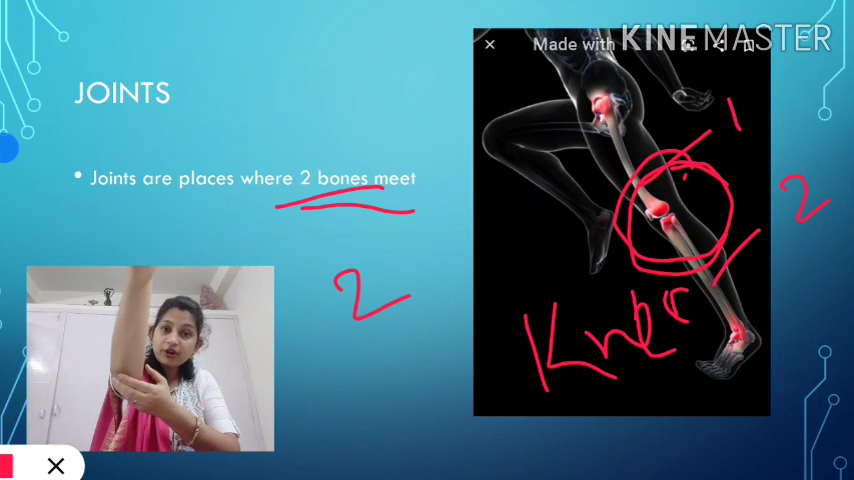 Made with KINEMASTER
JOINTS
• Joints are places where 2 bones meet
1
2
2
Knee